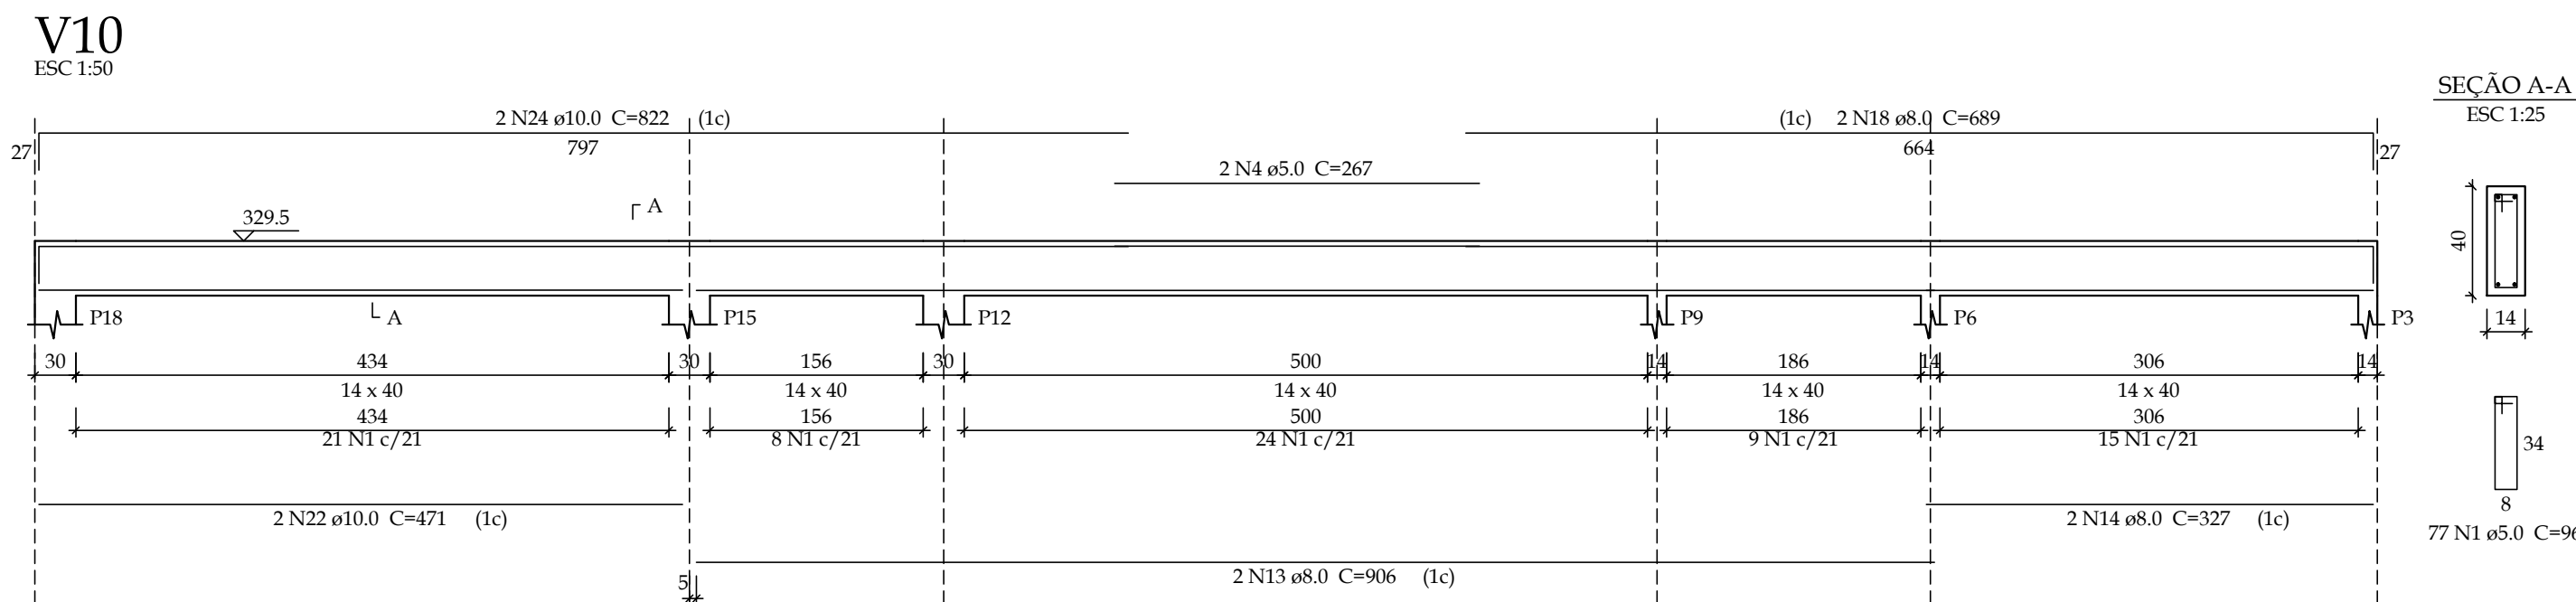 V10
ESC 1:50
SEÇÃO A-A
ESC 1:25
2 N24 ø10.0 C=822 (1c)
(1c) 2 N18 ø8.0 C=689
27
797
664
27
2 N4 ø5.0 C=267
A
329.5
40
14
A
P18
P15
P12
P9
P6
P3
30 434 30 156 30 500 14 186 14 306 14
14 x 40 14 x 40 14 x 40 14 x 40 14 x 40
434 156 500 186 306
21 N1 c/21 8 N1 c/21 24 N1 c/21 9 N1 c/21 15 N1 c/21
34
8
77 N1 ø5.0 C=96
2 N22 ø10.0 C=471 (1c)
2 N14 ø8.0 C=327 (1c)
5
2 N13 ø8.0 C=906 (1c)